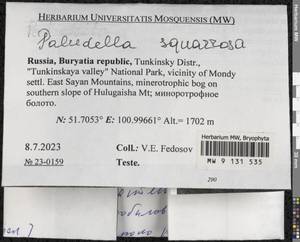 HERBARIUM UNIVERSITATIS MOSQUENSIS (MW)
Paludella squarrosa
Russia, Buryatia republic, Tunkinsky Distr.,
"Tunkinskaya valley" National Park, vicinity of Mondy
settl. East Sayan Mountains, minerotrophic bog on
southern slope of Hulugaisha Mt; миноротрофное
болото.
N: 51.7053° E: 100.99661° Alt.= 1702 m
8.7.2023 Coll.: V.E. Fedosov
№ 23-0159 Teste.
Herbarium MW, Bryophyta
MW 9 131 535
290